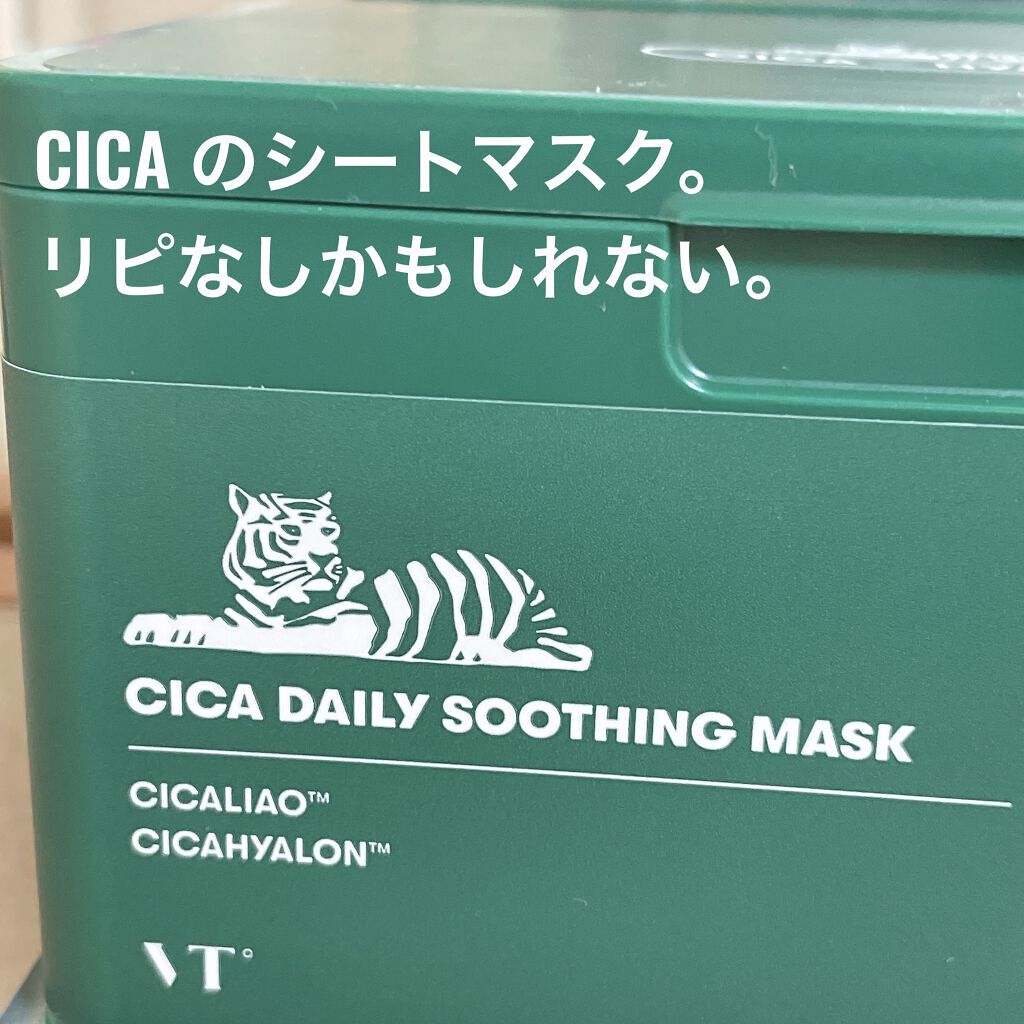 CICA のシートマスク。
リピなしかもしれない。
CICA DAILY SOOTHING MASK
CICALIAO™
CICAHYALON™
VT°